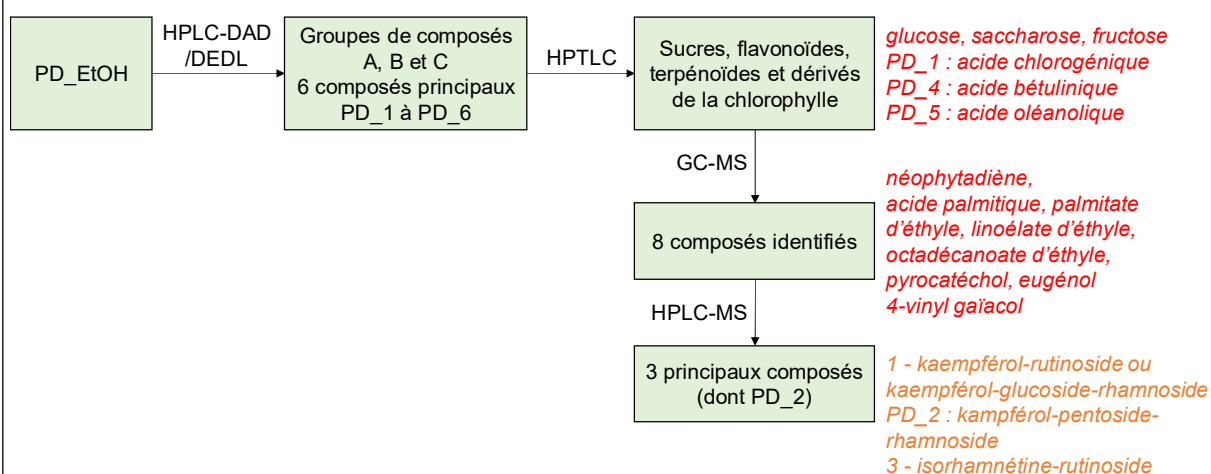 PD_EtOH
HPLC-DAD
/DEDL
Groupes de composés
A, B et C
6 composés principaux
PD_1 à PD_6
HPTLC
Sucres, flavonoïdes,
terpénoïdes et dérivés
de la chlorophylle
glucose, saccharose, fructose
PD_1 : acide chlorogénique
PD_4 : acide bétulinique
PD_5 : acide oléanolique
GC-MS
8 composés identifiés
néophytadiène,
acide palmitique, palmitate
d'éthyle, linoélate d'éthyle,
octadécanoate d'éthyle,
pyrocatéchol, eugénol
4-vinyl gaïacol
HPLC-MS
3 principaux composés
(dont PD_2)
1 - kaempférol-rutinoside ou
kaempférol-glucoside-rhamnoside
PD_2 : kampférol-pentoside-
rhamnoside
3 - isorhamnétine-rutinoside